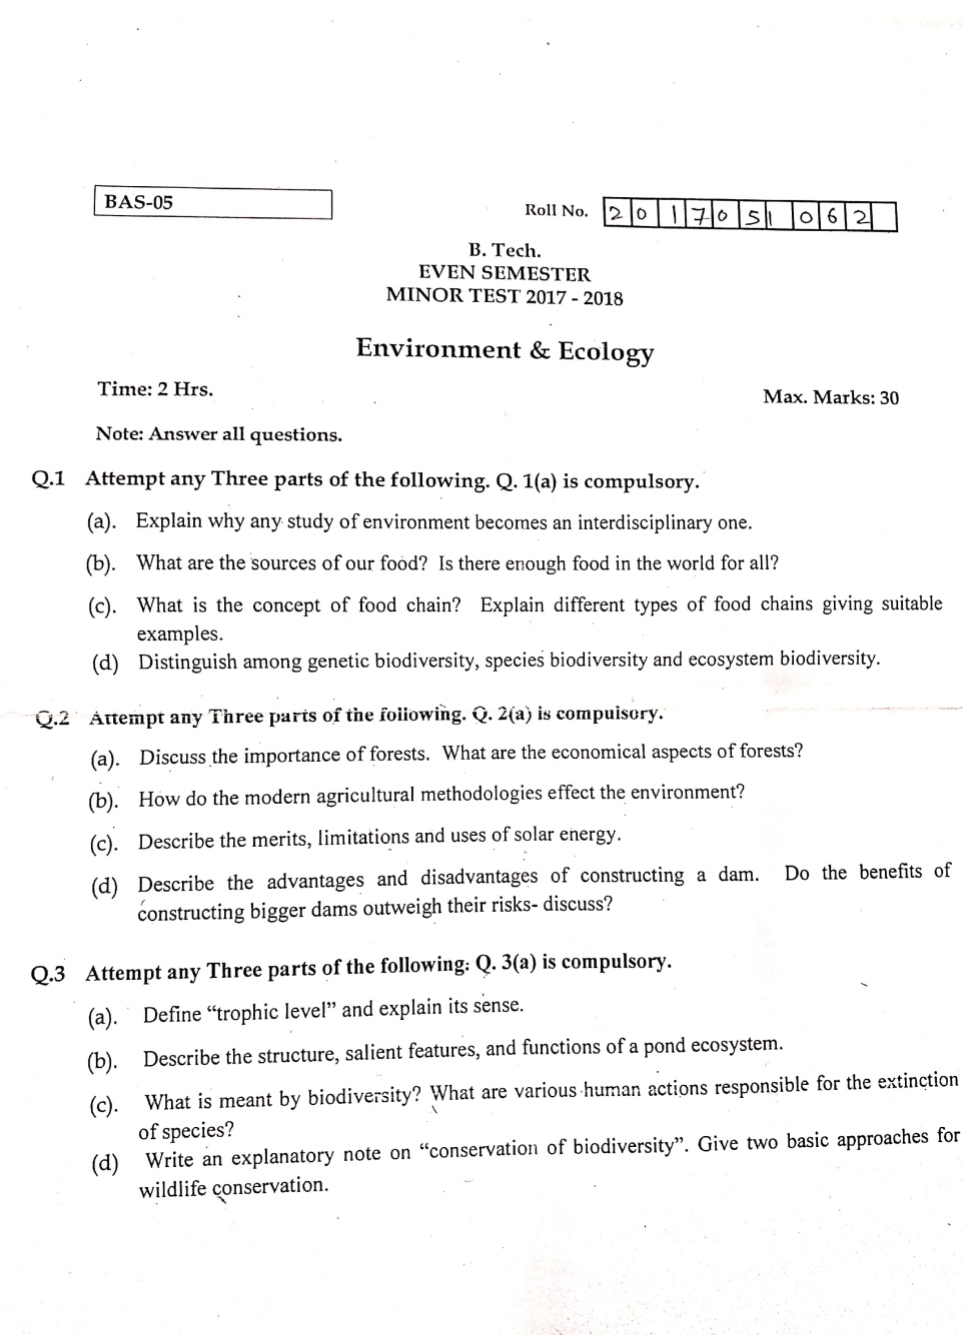 BAS-05
Roll No. 2017051062
B. Tech.
EVEN SEMESTER
MINOR TEST 2017 - 2018
Environment & Ecology
Time: 2 Hrs.
Max. Marks: 30
Note: Answer all questions.
Q.1 Attempt any Three parts of the following. Q. 1(a) is compulsory.
(a). Explain why any study of environment becomes an interdisciplinary one.
(b). What are the sources of our food? Is there enough food in the world for all?
(c). What is the concept of food chain? Explain different types of food chains giving suitable
examples.
(d) Distinguish among genetic biodiversity, species biodiversity and ecosystem biodiversity.
Q.2 Attempt any Three parts of the following. Q. 2(a) is compulsory.
(a). Discuss the importance of forests. What are the economical aspects of forests?
(b). How do the modern agricultural methodologies effect the environment?
(c). Describe the merits, limitations and uses of solar energy.
(d) Describe the advantages and disadvantages of constructing a dam. Do the benefits of
constructing bigger dams outweigh their risks- discuss?
Q.3 Attempt any Three parts of the following: Q. 3(a) is compulsory.
(a). Define “trophic level” and explain its sense.
(b). Describe the structure, salient features, and functions of a pond ecosystem.
(c). What is meant by biodiversity? What are various human actions responsible for the extinction
of species?
(d) Write an explanatory note on “conservation of biodiversity”. Give two basic approaches for
wildlife conservation.